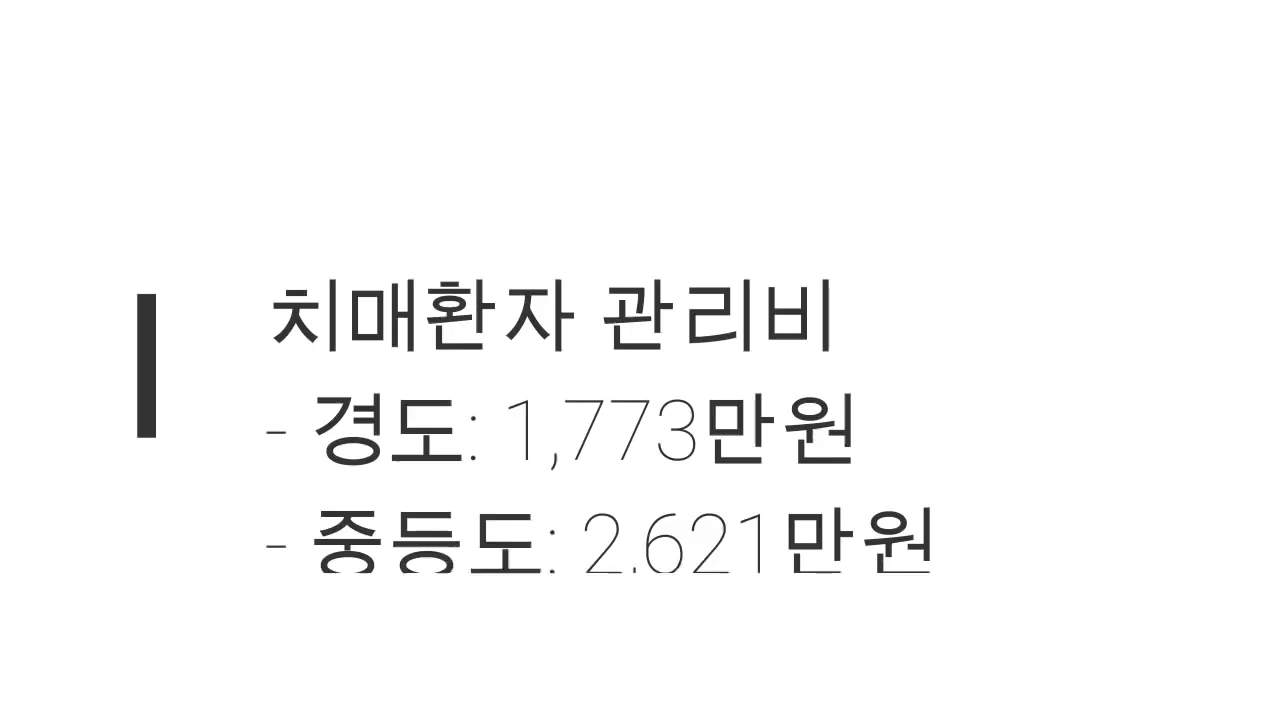 치매환자 관리비
- 경도: 1,773만원
- 중등도: 2,621만원